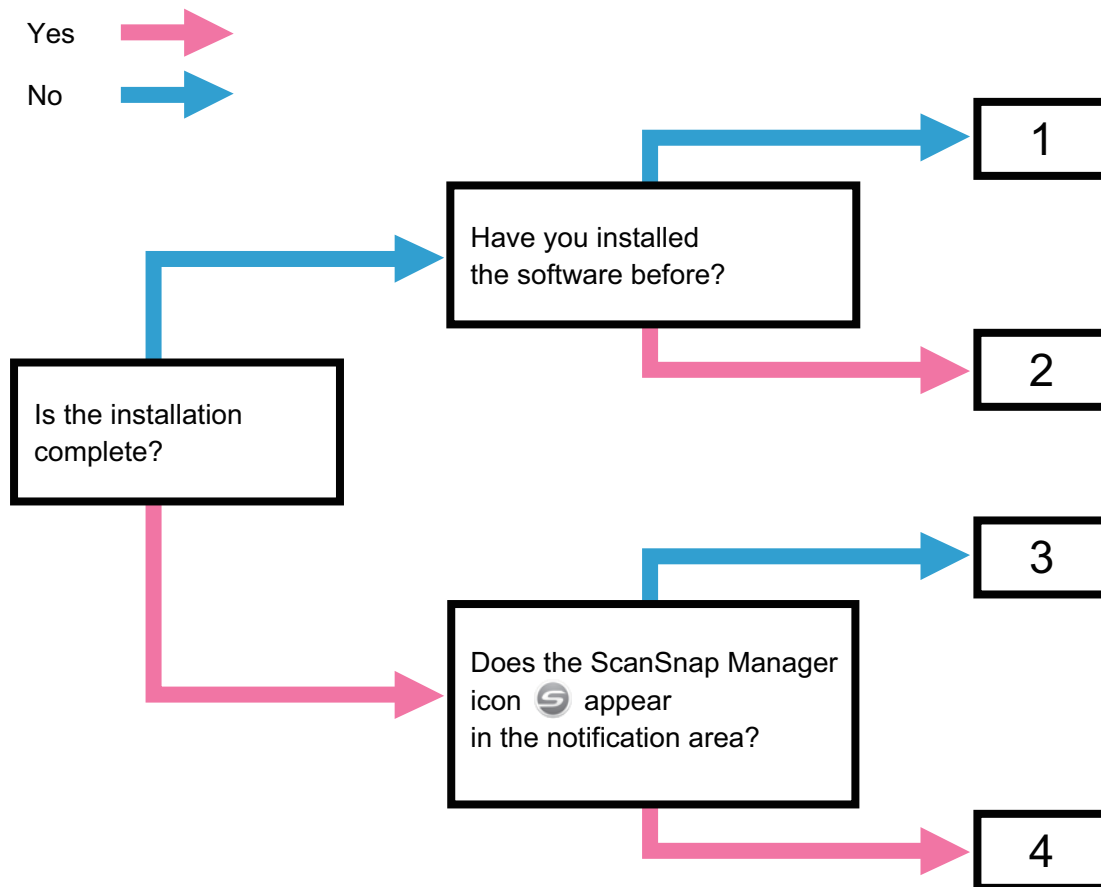 Yes
No
1
Have you installed
the software before?
2
Is the installation
complete?
3
Does the ScanSnap Manager
icon appear
in the notification area?
4